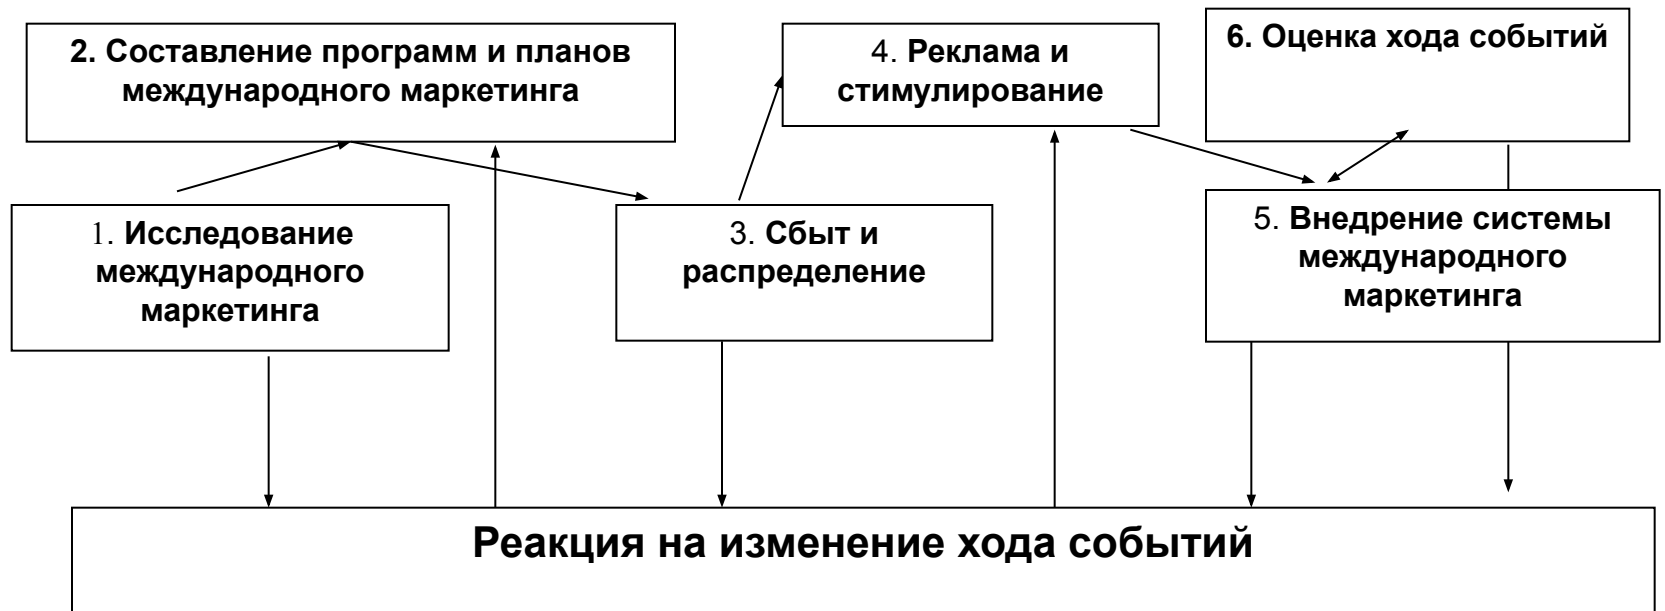 2. Составление программ и планов
международного маркетинга
4. Реклама и
стимулирование
6. Оценка хода событий
1. Исследование
международного
маркетинга
3. Сбыт и
распределение
5. Внедрение системы
международного
маркетинга
Реакция на изменение хода событий